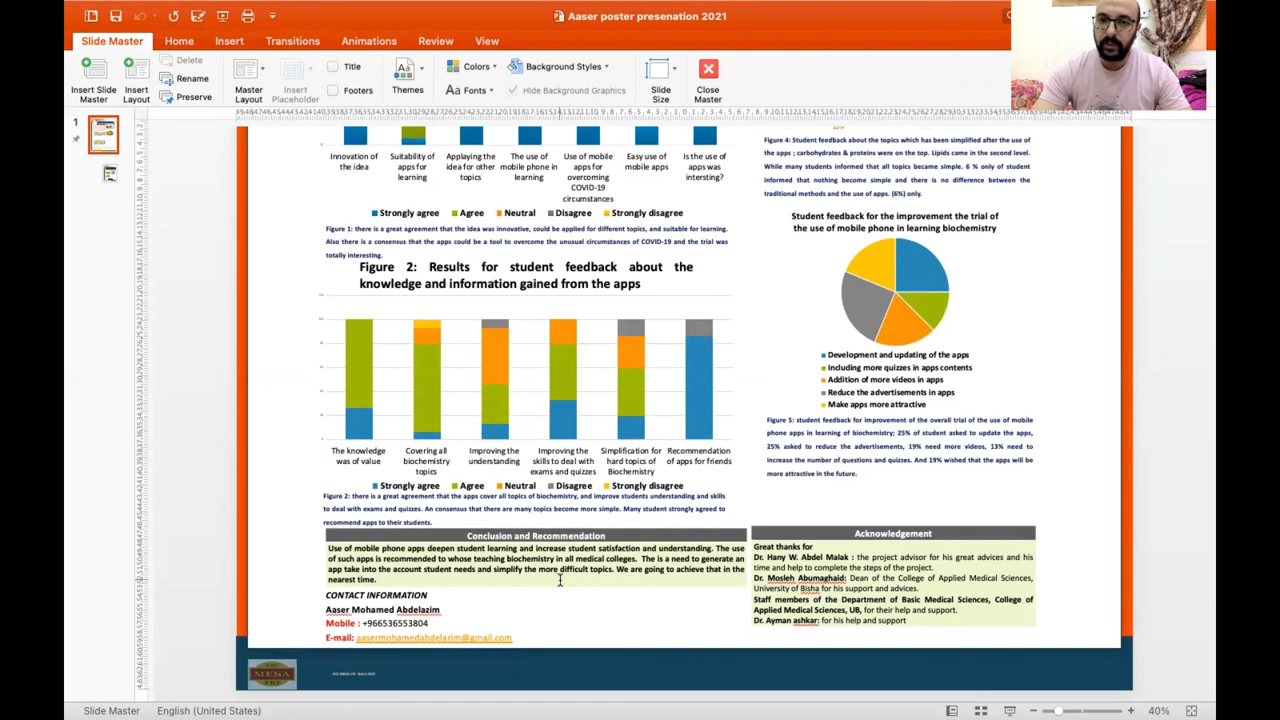 Aaser poster presenation 2021
Slide Master Home Insert Transitions Animations Review View
Insert Slide Master
Insert Layout
Delete
Rename
Preserve
Master Layout
Insert Placeholder
Title
Footers
Themes
Colors
Fonts
Background Styles
Hide Background Graphics
Slide Size
Close Master
1
Innovation of the idea
Suitability of apps for learning
Applying the idea for other topics
The use of mobile phone in learning
Use of mobile apps for overcoming COVID-19 circumstances
Easy use of mobile apps
Is the use of apps was intersting?
Strongly agree Agree Neutral Disagree Strongly disagree
Figure 1: there is a great agreement that the idea was innovative, could be applied for different topics, and suitable for learning.
Also there is a consensus that the apps could be a tool to overcome the unusual circumstances of COVID-19 and the trial was
totally interesting.
Figure 2: Results for student feedback about the
knowledge and information gained from the apps
The knowledge was of value
Covering all biochemistry topics
Improving the understanding
Improving the skills to deal with exams and quizzes
Simplification for hard topics of Biochemistry
Recommendation of apps for friends
Strongly agree Agree Neutral Disagree Strongly disagree
Figure 2: there is a great agreement that the apps cover all topics of biochemistry, and improve students understanding and skills
to deal with exams and quizzes. An consensus that there are many topics become more simple. Many student strongly agreed to
recommend apps to their students.
Conclusion and Recommendation
Use of mobile phone apps deepen student learning and increase student satisfaction and understanding. The use
of such apps is recommended to whose teaching biochemistry in all medical colleges. The is a need to generate an
app take into the account student needs and simplify the more difficult topics. We are going to achieve that in the
nearest time.
CONTACT INFORMATION
Aaser Mohamed Abdelazim
Mobile : +966536553804
E-mail: aasermohamedabdelazim@gmail.com
Figure 4: Student feedback about the topics which has been simplified after the use of
the apps ; carbohydrates & proteins were on the top. Lipids came in the second level.
While many students informed that all topics became simple. 6 % only of student
informed that nothing become simple and there is no difference between the
traditional methods and the use of apps. (6%) only.
Student feedback for the improvement the trial of
the use of mobile phone in learning biochemistry
Development and updating of the apps
Including more quizzes in apps contents
Addition of more videos in apps
Reduce the advertisements in apps
Make apps more attractive
Figure 5: student feedback for improvement of the overall trial of the use of mobile
phone apps in learning of biochemistry; 25% of student asked to update the apps,
25% asked to reduce the advertisements, 19% need more videos, 13% need to
increase the number of questions and quizzes. And 19% wished that the apps will be
more attractive in the future.
Acknowledgement
Great thanks for
Dr. Hany W. Abdel Malak : the project advisor for his great advices and his
time and help to complete the steps of the project.
Dr. Mosleh Abumaghaid: Dean of the College of Applied Medical Sciences,
University of Bisha for his support and advices.
Staff members of the Department of Basic Medical Sciences, College of
Applied Medical Sciences, UB, for their help and support.
Dr. Ayman ashkar: for his help and support
MESA
Slide Master English (United States) 40%